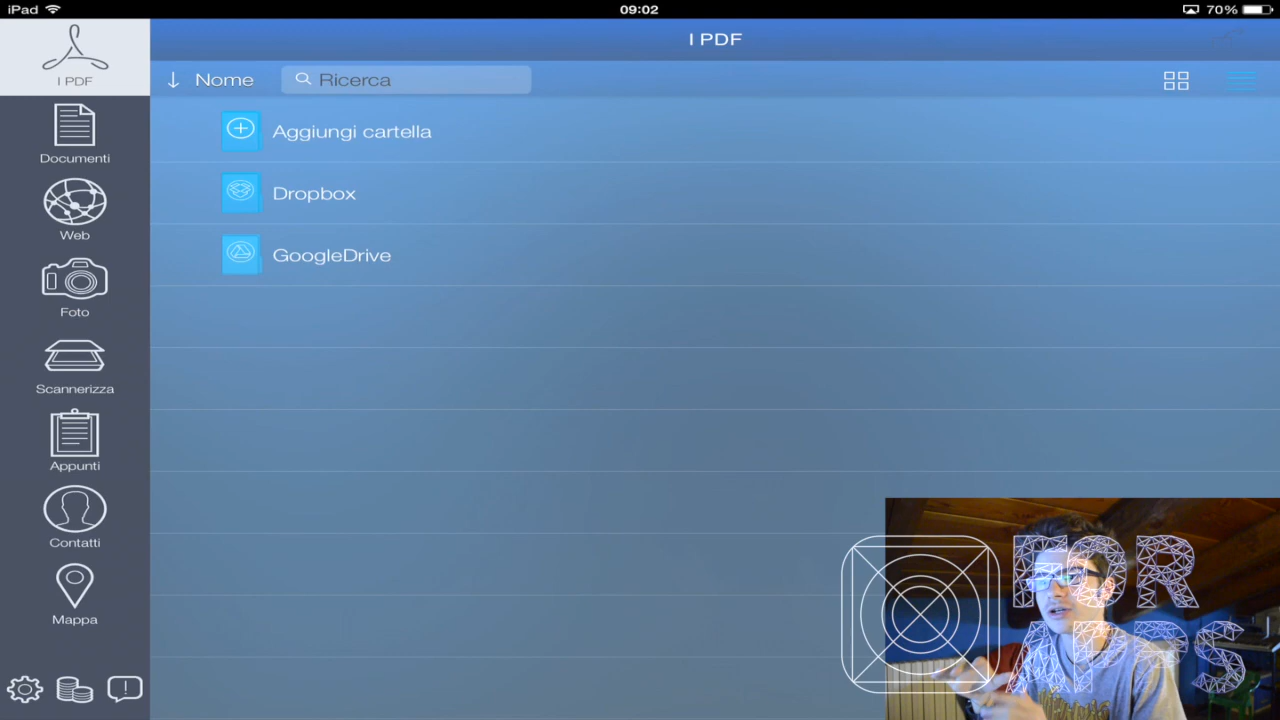 iPad 09:02 70%
I PDF
I PDF
Nome Ricerca
Aggiungi cartella
Documenti
Dropbox
Web
GoogleDrive
Foto
Scannerizza
Appunti
Contatti
Mappa
FOR
APPS